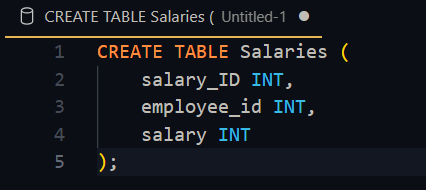 CREATE TABLE Salaries ( Untitled-1
1 CREATE TABLE Salaries (
2 salary_ID INT,
3 employee_id INT,
4 salary INT
5 );